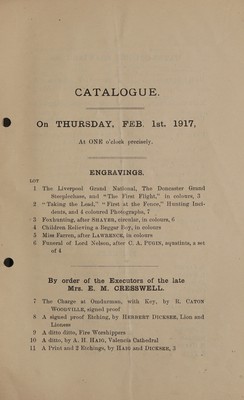 CATALOGUE.
On THURSDAY, FEB. 1st. 1917,
At ONE o'clock precisely.
ENGRAVINGS.
LOT
1 The Liverpool Grand National, The Doncaster Grand
Steeplechase, and "The First Flight," in colours, 3
2 "Taking the Lead," "First at the Fence," Hunting Inci-
dents, and 4 coloured Photographs, 7
3 Foxhunting, after SHAYER, circular, in colours, 6
4 Children Relieving a Beggar Boy, in colours
5 Miss Farren, after LAWRENCE, in colours
6 Funeral of Lord Nelson, after C. A. PUGIN, aquatints, a set
of 4
By order of the Executors of the late
Mrs. E. M. CRESSWELL.
7 The Charge at Omdurman, with Key, by R. CATON
WOODVILLE, signed proof
8 A signed proof Etching, by HERBERT DICKSEE, Lion and
Lioness
9 A ditto ditto, Fire Worshippers
10 A ditto, by A. H. HAIG, Valencia Cathedral
11 A Print and 2 Etchings, by HAIG and DICKSEE, 3